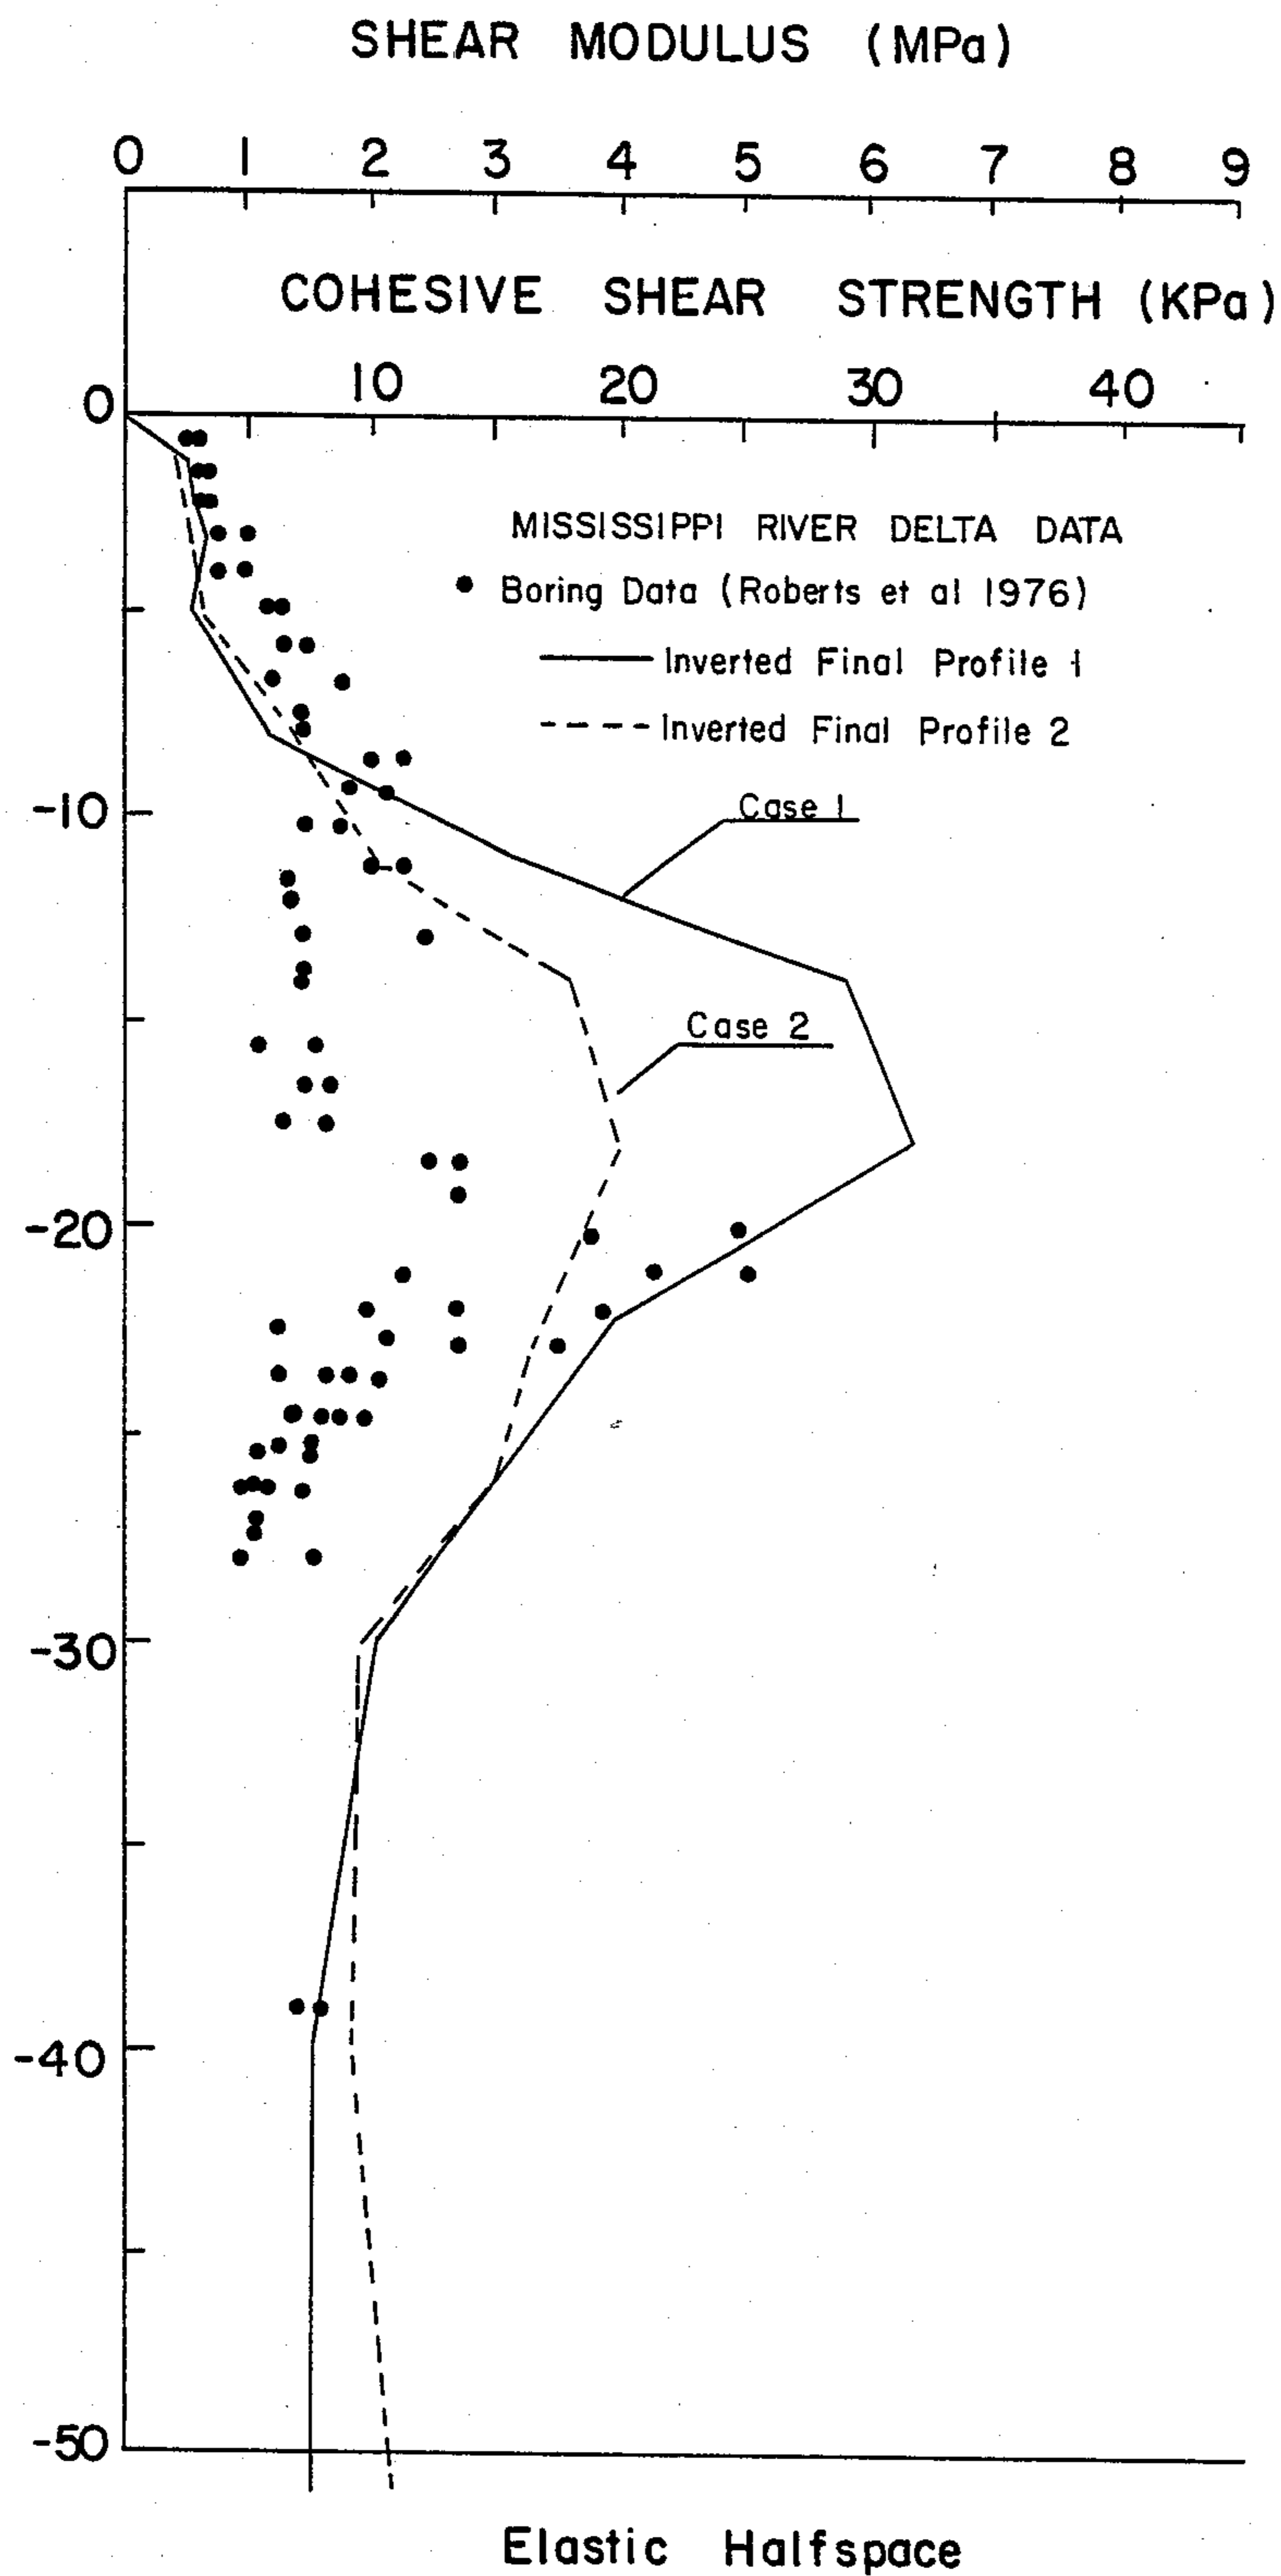 SHEAR MODULUS (MPa)
0 1 2 3 4 5 6 7 8 9
COHESIVE SHEAR STRENGTH (KPa)
10 20 30 40
0
MISSISSIPPI RIVER DELTA DATA
Boring Data (Roberts et al 1976)
Inverted Final Profile 1
Inverted Final Profile 2
-10
Case 1
Case 2
-20
-30
-40
-50
Elastic Halfspace